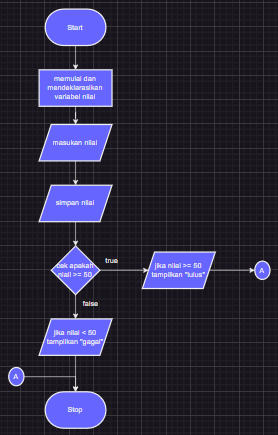 Start
memulai dan
mendeklarasikan
variabel nilai
masukan nilai
simpan nilai
cek apakah
niali >= 50
true
jika nilai >= 50
tampilkan "lulus"
A
false
jika nilai < 50
tampilkan "gagal"
A
Stop